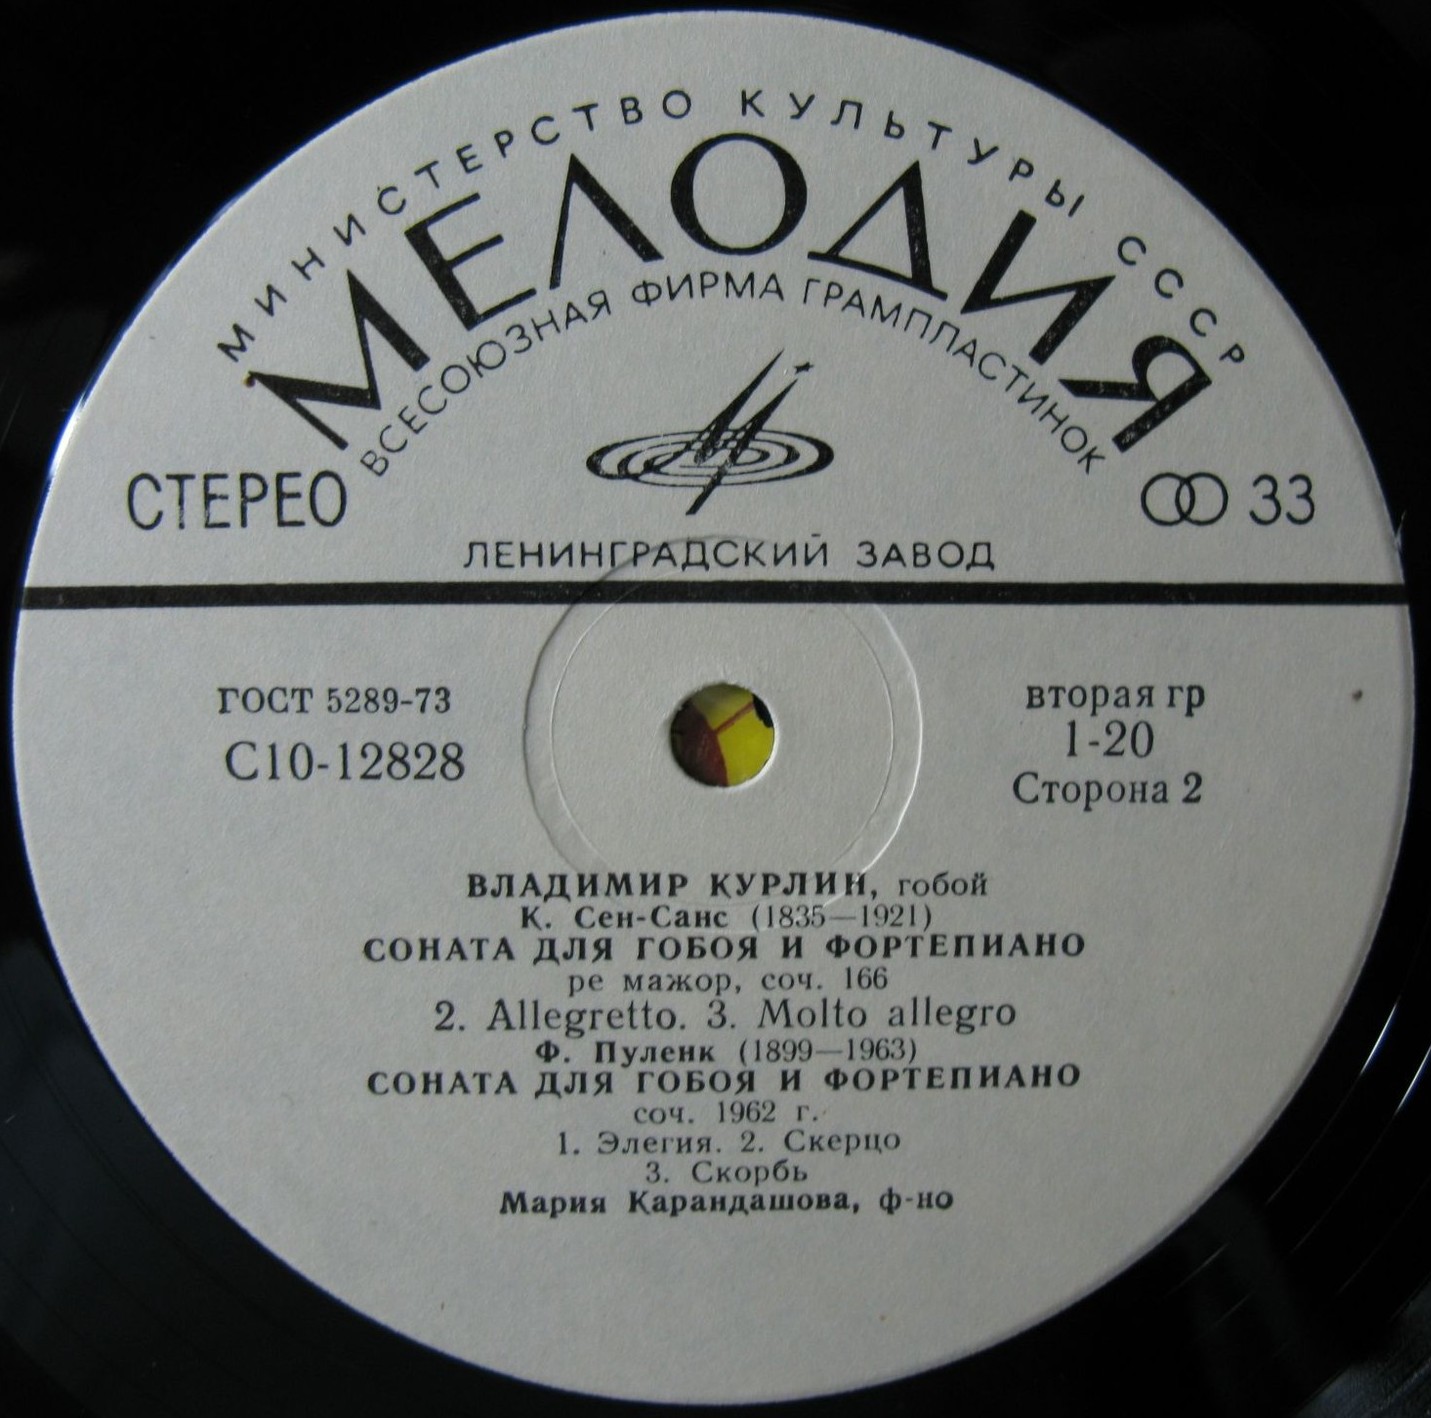 МИНИСТЕРСТВО КУЛЬТУРЫ СССР
МЕЛОДИЯ
ВСЕСОЮЗНАЯ ФИРМА ГРАМПЛАСТИНОК
СТЕРЕО
33
ЛЕНИНГРАДСКИЙ ЗАВОД
ГОСТ 5289-73
С10-12828
вторая гр
1-20
Сторона 2
ВЛАДИМИР КУРЛИН, гобой
К. Сен-Санс (1835—1921)
СОНАТА ДЛЯ ГОБОЯ И ФОРТЕПИАНО
ре мажор, соч. 166
2. Allegretto. 3. Molto allegro
Ф. Пуленк (1899—1963)
СОНАТА ДЛЯ ГОБОЯ И ФОРТЕПИАНО
соч. 1962 г.
1. Элегия. 2. Скерцо
3. Скорбь
Мария Карандашова, ф-но